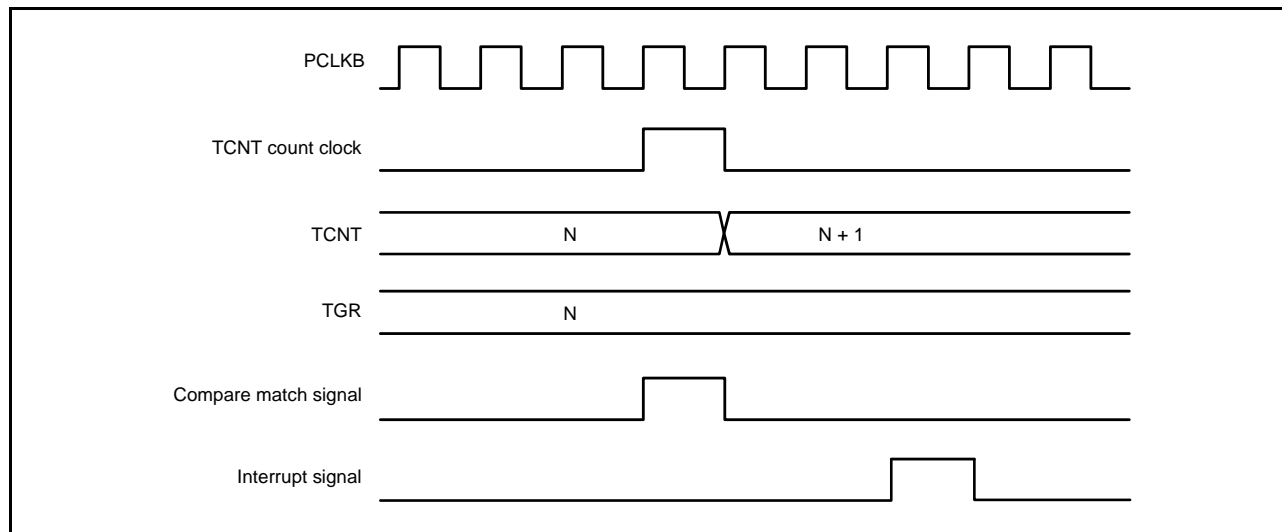 PCLKB
TCNT count clock
TCNT
N
N + 1
TGR
N
Compare match signal
Interrupt signal